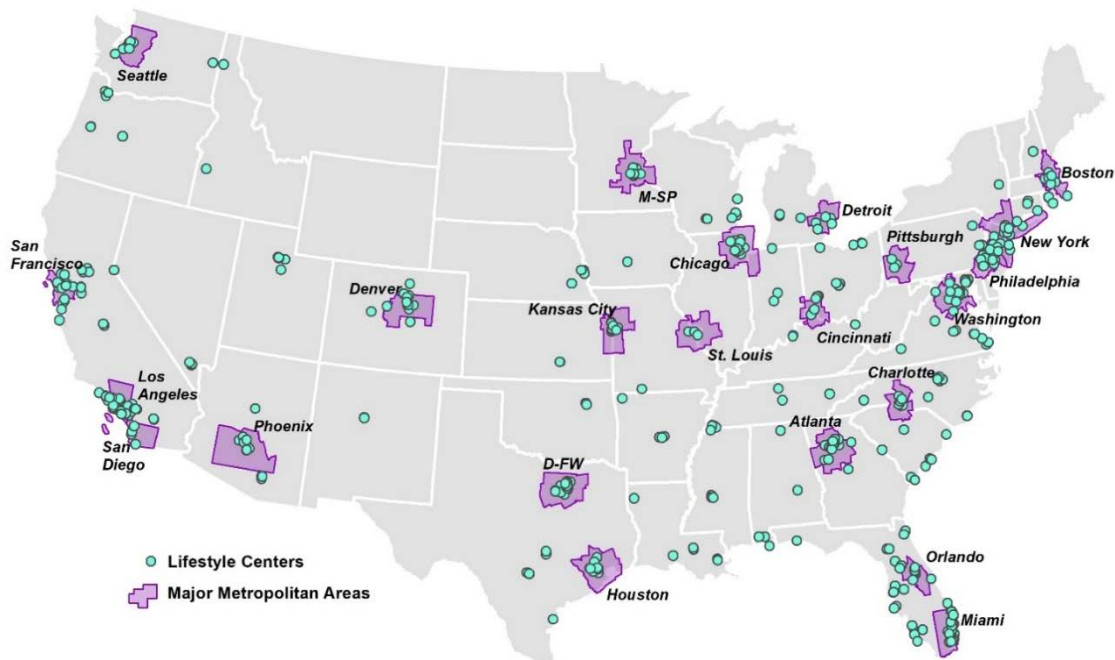 Seattle
M-SP
Boston
Detroit
San
Francisco
Pittsburgh
New York
Chicago
Denver
Philadelphia
Kansas City
Washington
St. Louis
Cincinnati
Los
Angeles
Charlotte
Phoenix
Atlanta
San
Diego
D-FW
Lifestyle Centers
Orlando
Major Metropolitan Areas
Houston
Miami